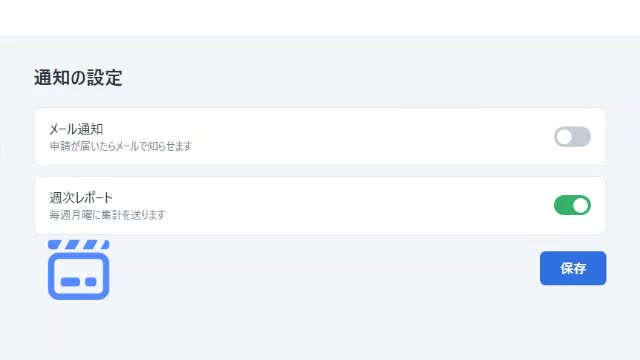 通知の設定
メール通知
申請が届いたらメールで知らせます
週次レポート
毎週月曜に集計を送ります
保存